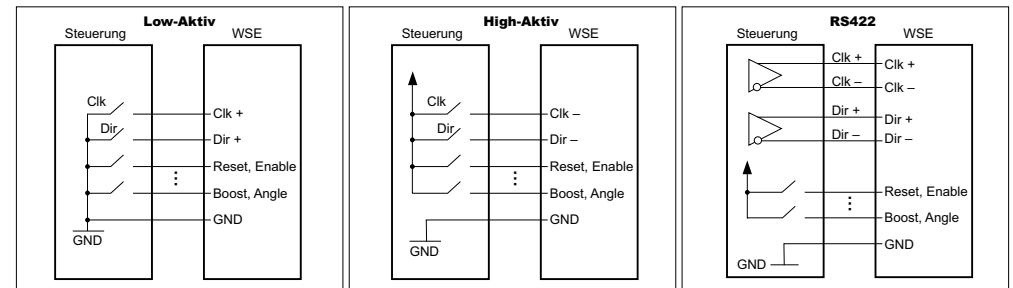 Low-Aktiv
Steuerung WSE
Clk
Clk +
Dir
Dir +
Reset, Enable
Boost, Angle
GND
GND
High-Aktiv
Steuerung WSE
Clk
Clk –
Dir
Dir –
Reset, Enable
Boost, Angle
GND
GND
RS422
Steuerung WSE
Clk +
Clk +
Clk –
Clk –
Dir +
Dir +
Dir –
Dir –
Reset, Enable
Boost, Angle
GND
GND